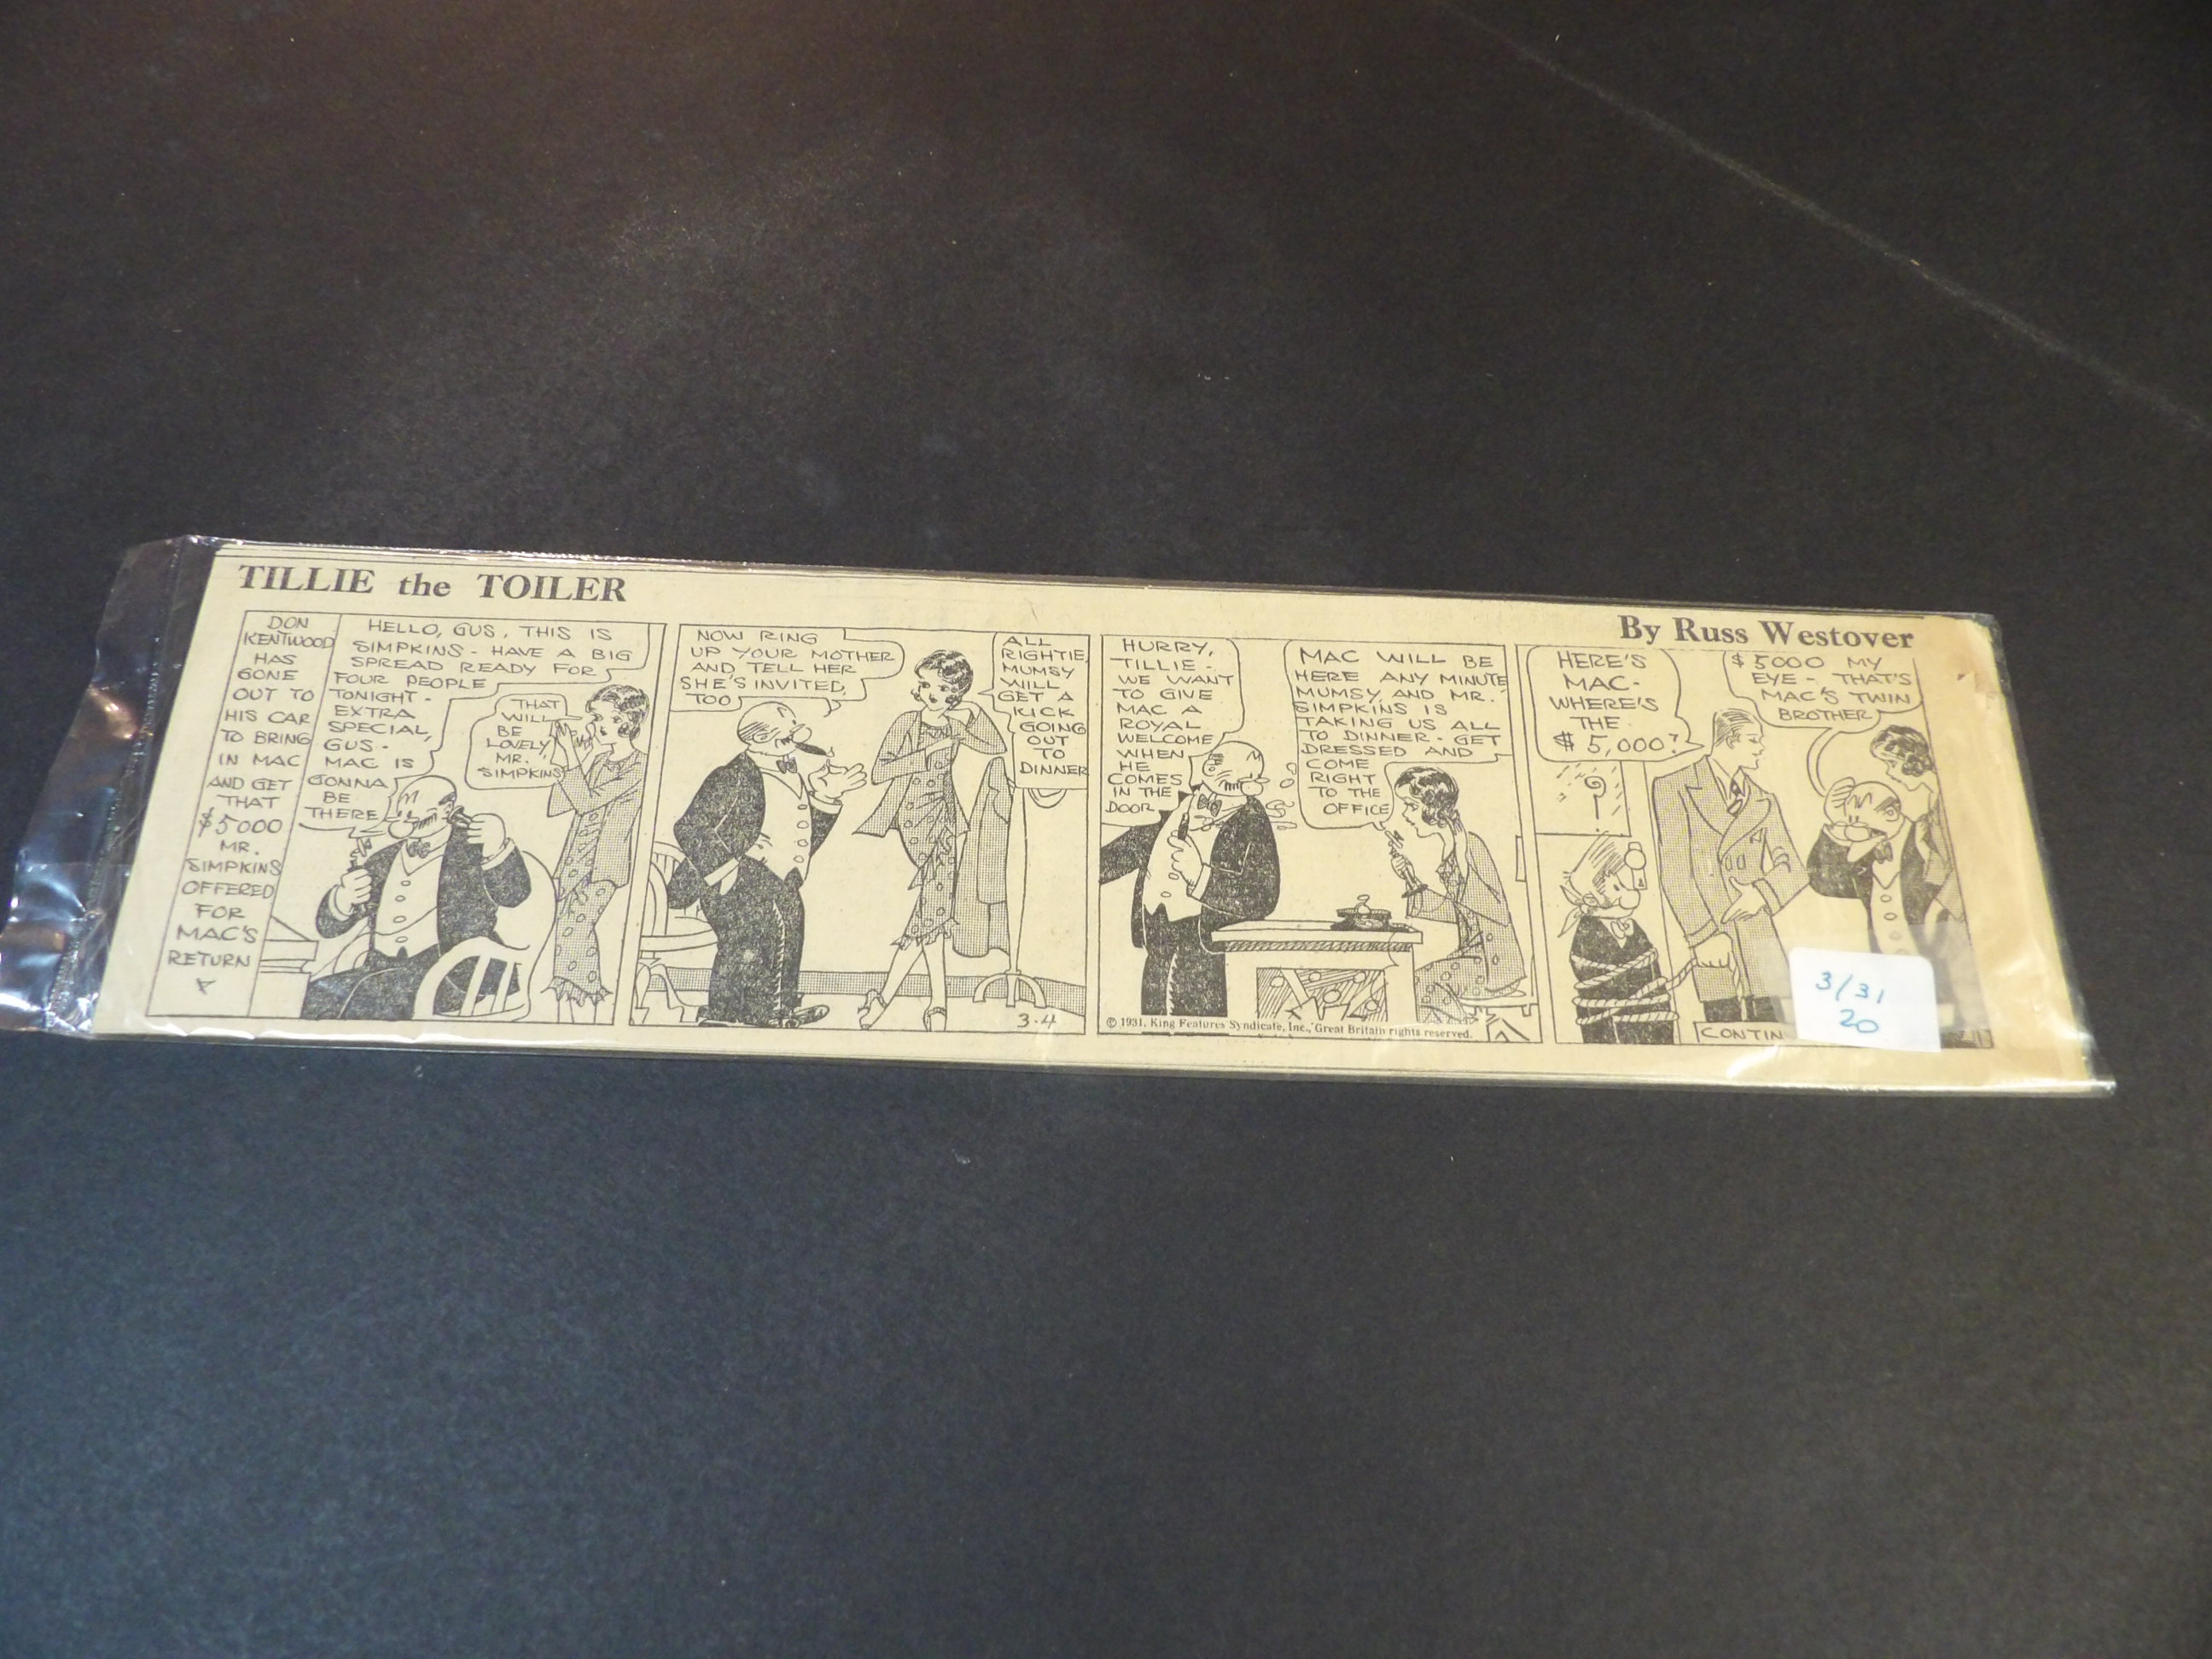 TILLIE the TOILER
By Russ Westover
DON
KENTWOOD
HAS
GONE
OUT TO
HIS CAR
TO BRING
IN MAC
AND GET
THAT
$5000
MR.
SIMPKINS
OFFERED
FOR
MAC'S
RETURN
HELLO, GUS, THIS IS
SIMPKINS - HAVE A BIG
SPREAD READY FOR
FOUR PEOPLE
TONIGHT -
EXTRA
SPECIAL,
GUS -
MAC IS
GONNA
BE
THERE
THAT
WILL
BE
LOVELY,
MR.
SIMPKINS
NOW RING
UP YOUR MOTHER
AND TELL HER
SHE'S INVITED,
TOO
ALL
RIGHTIE,
MUMSY
WILL
GET A
KICK
GOING
OUT
TO
DINNER
3-4
HURRY,
TILLIE -
WE WANT
TO GIVE
MAC A
ROYAL
WELCOME
WHEN
HE
COMES
IN THE
DOOR
MAC WILL BE
HERE ANY MINUTE
MUMSY, AND MR.
SIMPKINS IS
TAKING US ALL
TO DINNER - GET
DRESSED AND
COME
RIGHT
TO THE
OFFICE
© 1931, King Features Syndicate, Inc., Great Britain rights reserved.
HERE'S
MAC -
WHERE'S
THE
$5,000?
$5000 MY
EYE - THAT'S
MAC'S TWIN
BROTHER
?
CONTIN
3/31
20